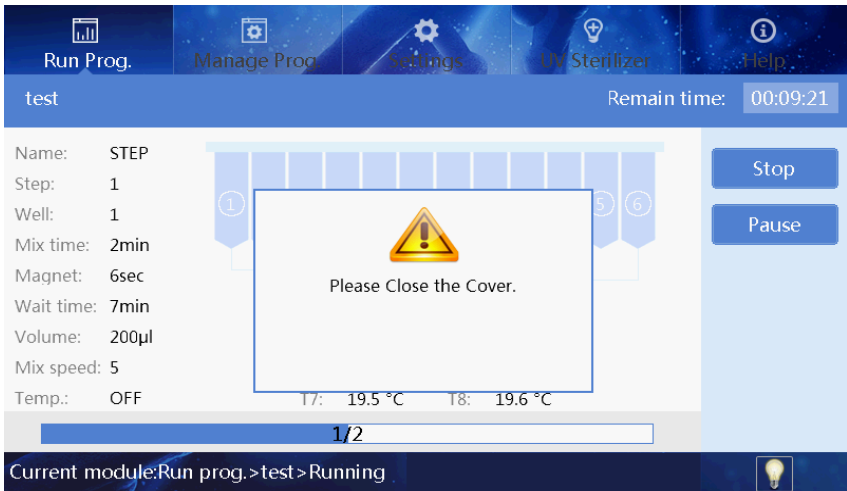 Run Prog.
Manage Prog.
Settings
UV Sterilizer
Help
test
Remain time: 00:09:21
Name: STEP
Step: 1
Well: 1
Mix time: 2min
Magnet: 6sec
Wait time: 7min
Volume: 200μl
Mix speed: 5
Temp.: OFF
1
5
6
Please Close the Cover.
T7: 19.5 °C T8: 19.6 °C
Stop
Pause
1/2
Current module:Run prog.>test>Running